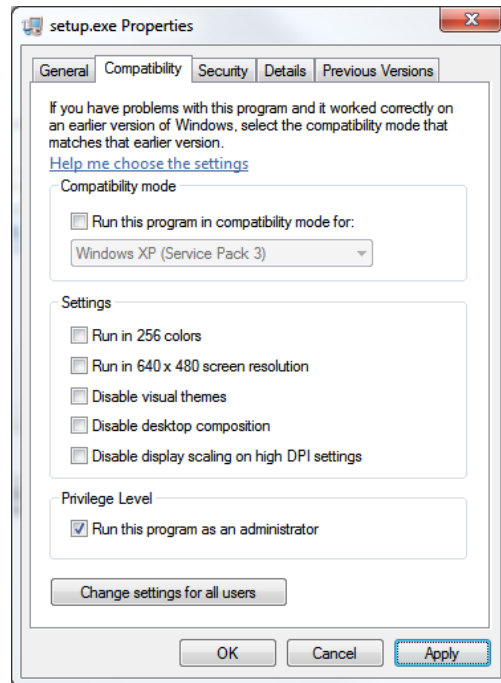 setup.exe Properties
General Compatibility Security Details Previous Versions
If you have problems with this program and it worked correctly on
an earlier version of Windows, select the compatibility mode that
matches that earlier version.
Help me choose the settings
Compatibility mode
Run this program in compatibility mode for:
Windows XP (Service Pack 3)
Settings
Run in 256 colors
Run in 640 x 480 screen resolution
Disable visual themes
Disable desktop composition
Disable display scaling on high DPI settings
Privilege Level
Run this program as an administrator
Change settings for all users
OK Cancel Apply